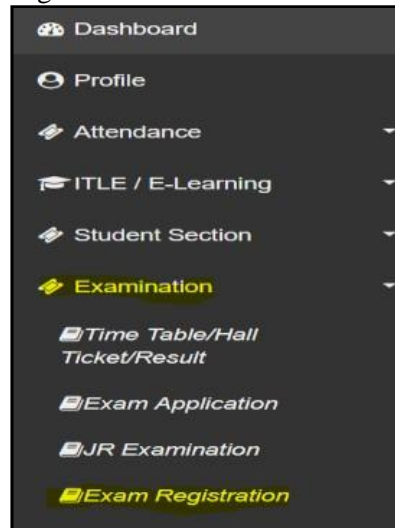 Dashboard
Profile
Attendance
ITLE / E-Learning
Student Section
Examination
Time Table/Hall
Ticket/Result
Exam Application
JR Examination
Exam Registration